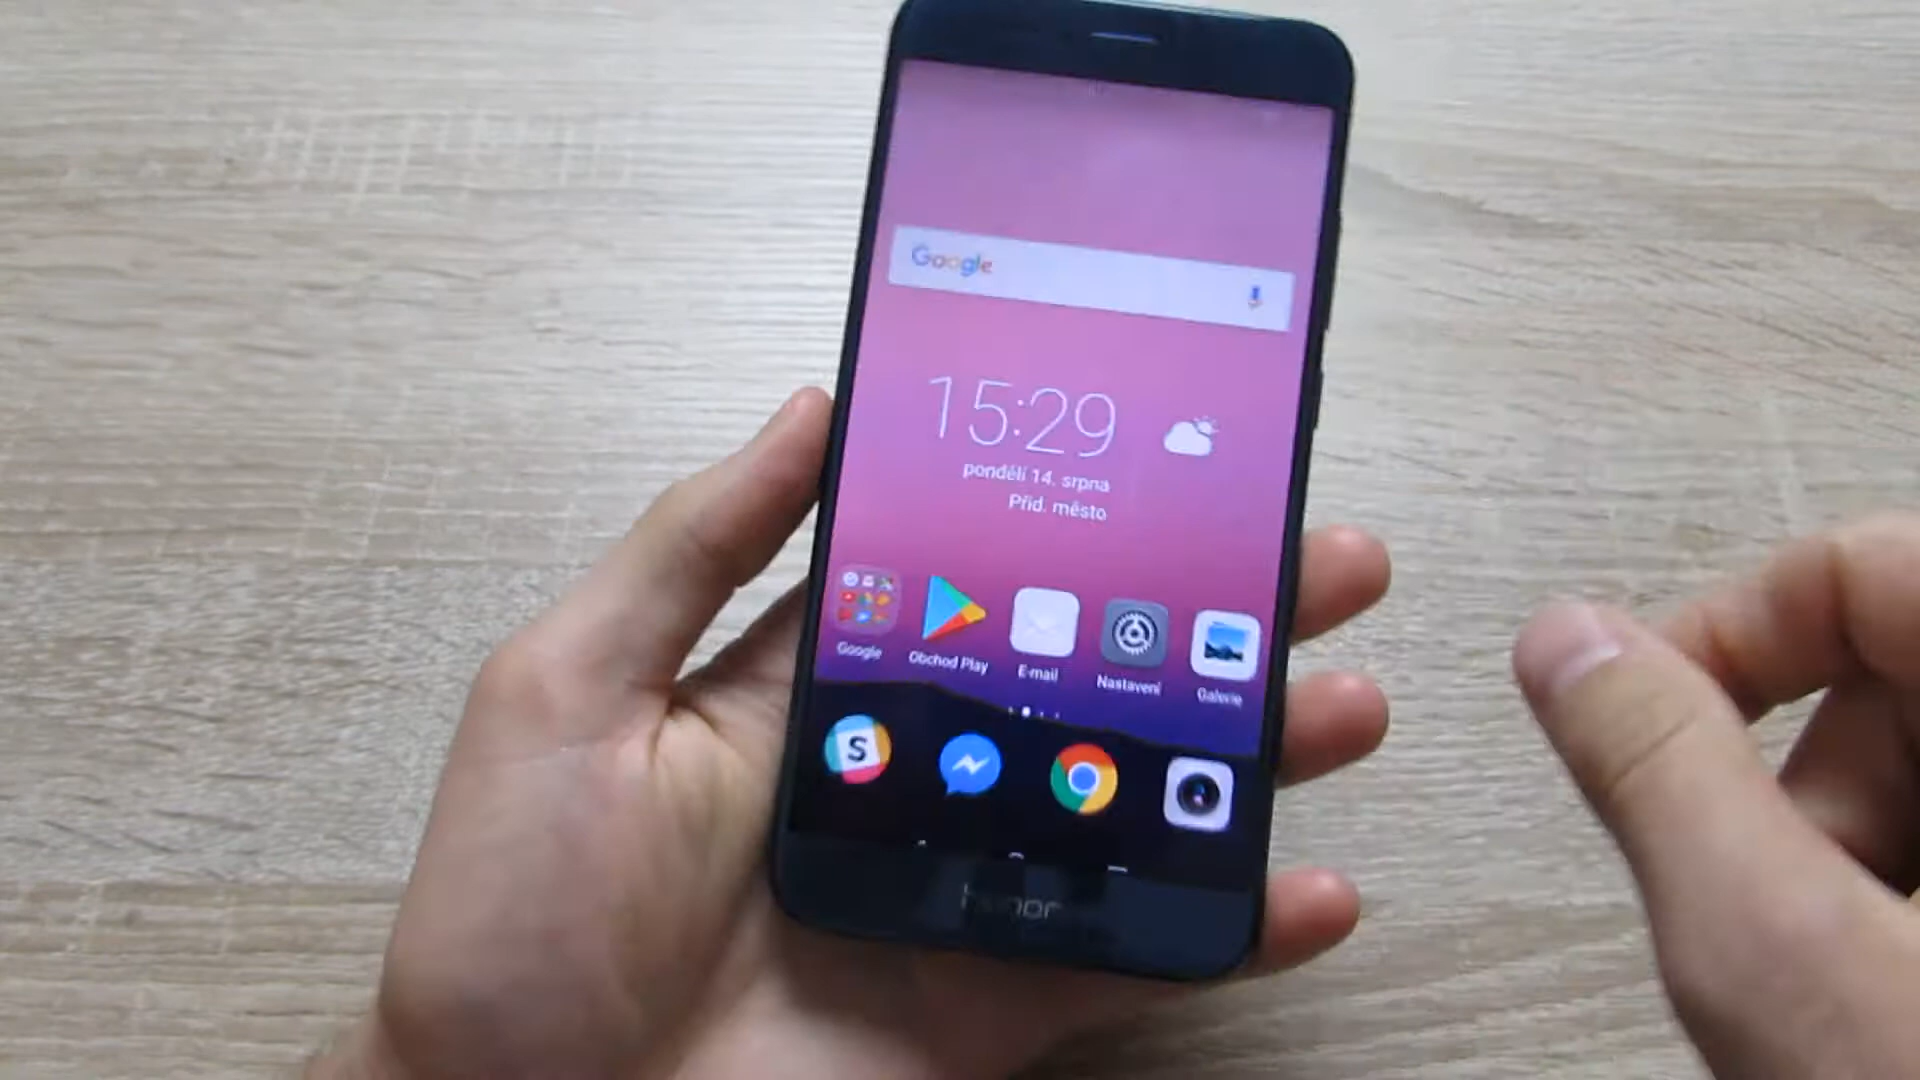 Google
15:29
pondělí 14. srpna
Přid. město
Google
Obchod Play
E-mail
Nastavení
Galerie
S
honor